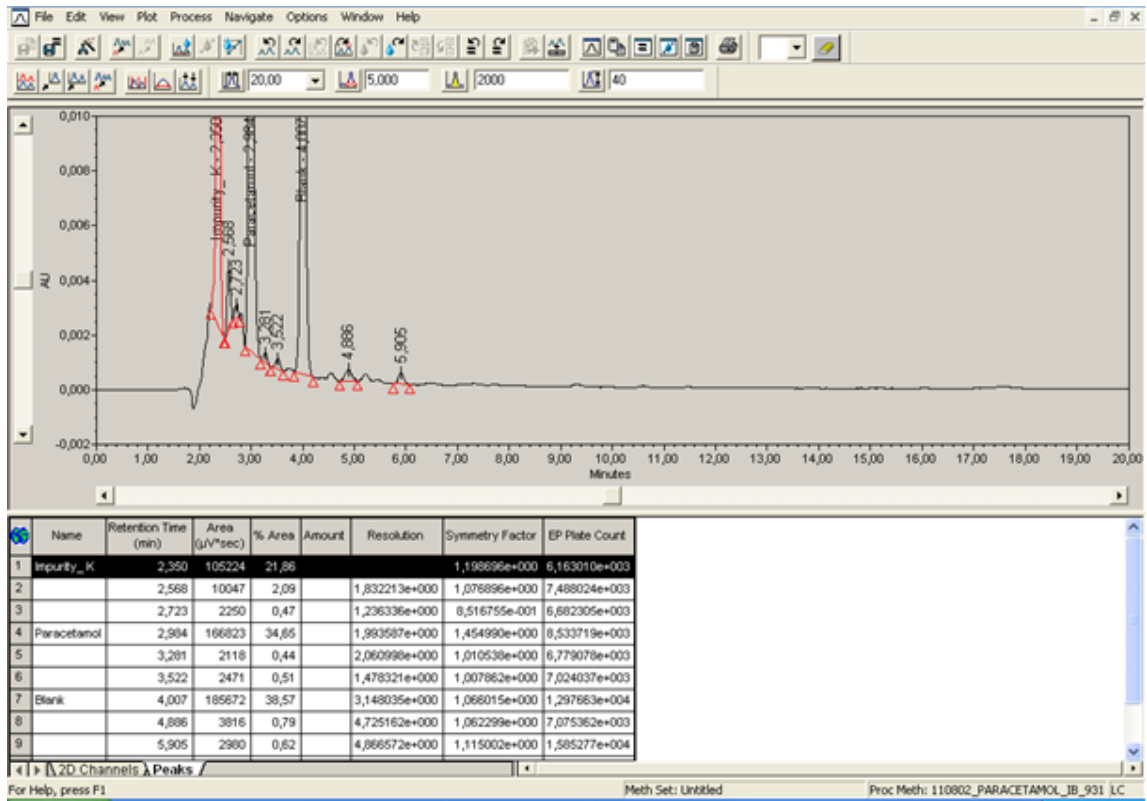 File Edit View Plot Process Navigate Options Window Help
20,00 5,000 2000 40
0,010
0,008
0,006
0,004
0,002
0,000
-0,002
AU
Impurity_K - 2,350
2,568
2,723
Paracetamol - 2,984
3,281
3,522
Blank - 4,007
4,886
5,905
0,00 1,00 2,00 3,00 4,00 5,00 6,00 7,00 8,00 9,00 10,00 11,00 12,00 13,00 14,00 15,00 16,00 17,00 18,00 19,00 20,00
Minutes
Name Retention Time (min) Area (µV*sec) % Area Amount Resolution Symmetry Factor EP Plate Count
1 Impurity_K 2,350 105224 21,86 1,198696e+000 6,163010e+003
2 2,568 10047 2,09 1,832213e+000 1,076896e+000 7,488024e+003
3 2,723 2250 0,47 1,236336e+000 8,516755e-001 6,682305e+003
4 Paracetamol 2,984 166823 34,65 1,993587e+000 1,454990e+000 8,533719e+003
5 3,281 2118 0,44 2,060998e+000 1,010538e+000 6,779078e+003
6 3,522 2471 0,51 1,478321e+000 1,007862e+000 7,024037e+003
7 Blank 4,007 185672 38,57 3,148035e+000 1,066015e+000 1,297663e+004
8 4,886 3816 0,79 4,725162e+000 1,062299e+000 7,075362e+003
9 5,905 2980 0,62 4,866572e+000 1,115002e+000 1,585277e+004
2D Channels Peaks
For Help, press F1 Meth Set: Untitled Proc Meth: 110802_PARACETAMOL_IB_931 LC